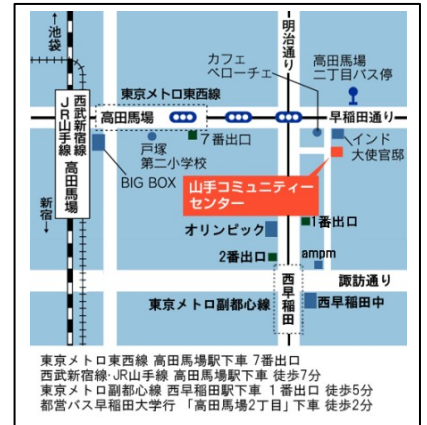 ←池袋
明治通り
カフェ
ベローチェ
高田馬場
二丁目バス停
東京メトロ東西線
高田馬場
早稲田通り
西武新宿線
JR山手線
高田馬場
戸塚
第二小学校
7番出口
インド
大使官邸
BIG BOX
山手コミュニティー
センター
新宿→
オリンピック
1番出口
2番出口
ampm
西早稲田
諏訪通り
東京メトロ副都心線
西早稲田中
東京メトロ東西線 高田馬場駅下車 7番出口
西武新宿線・JR山手線 高田馬場駅下車 徒歩7分
東京メトロ副都心線 西早稲田駅下車 1番出口 徒歩5分
都営バス早稲田大学行 「高田馬場2丁目」下車 徒歩2分